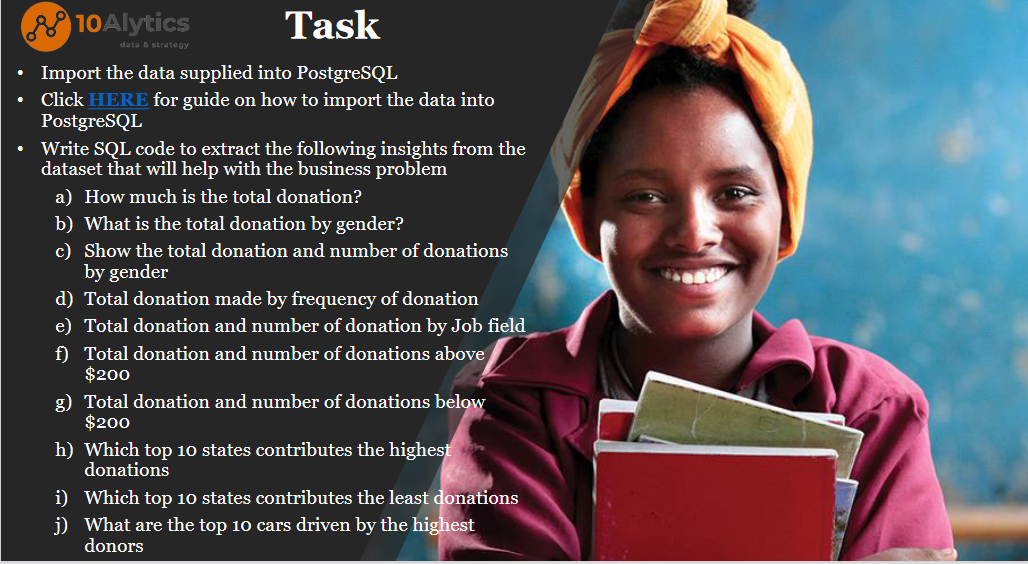 10Alytics
data & strategy
Task
• Import the data supplied into PostgreSQL
• Click HERE for guide on how to import the data into
PostgreSQL
• Write SQL code to extract the following insights from the
dataset that will help with the business problem
a) How much is the total donation?
b) What is the total donation by gender?
c) Show the total donation and number of donations
by gender
d) Total donation made by frequency of donation
e) Total donation and number of donation by Job field
f) Total donation and number of donations above
$200
g) Total donation and number of donations below
$200
h) Which top 10 states contributes the highest
donations
i) Which top 10 states contributes the least donations
j) What are the top 10 cars driven by the highest
donors